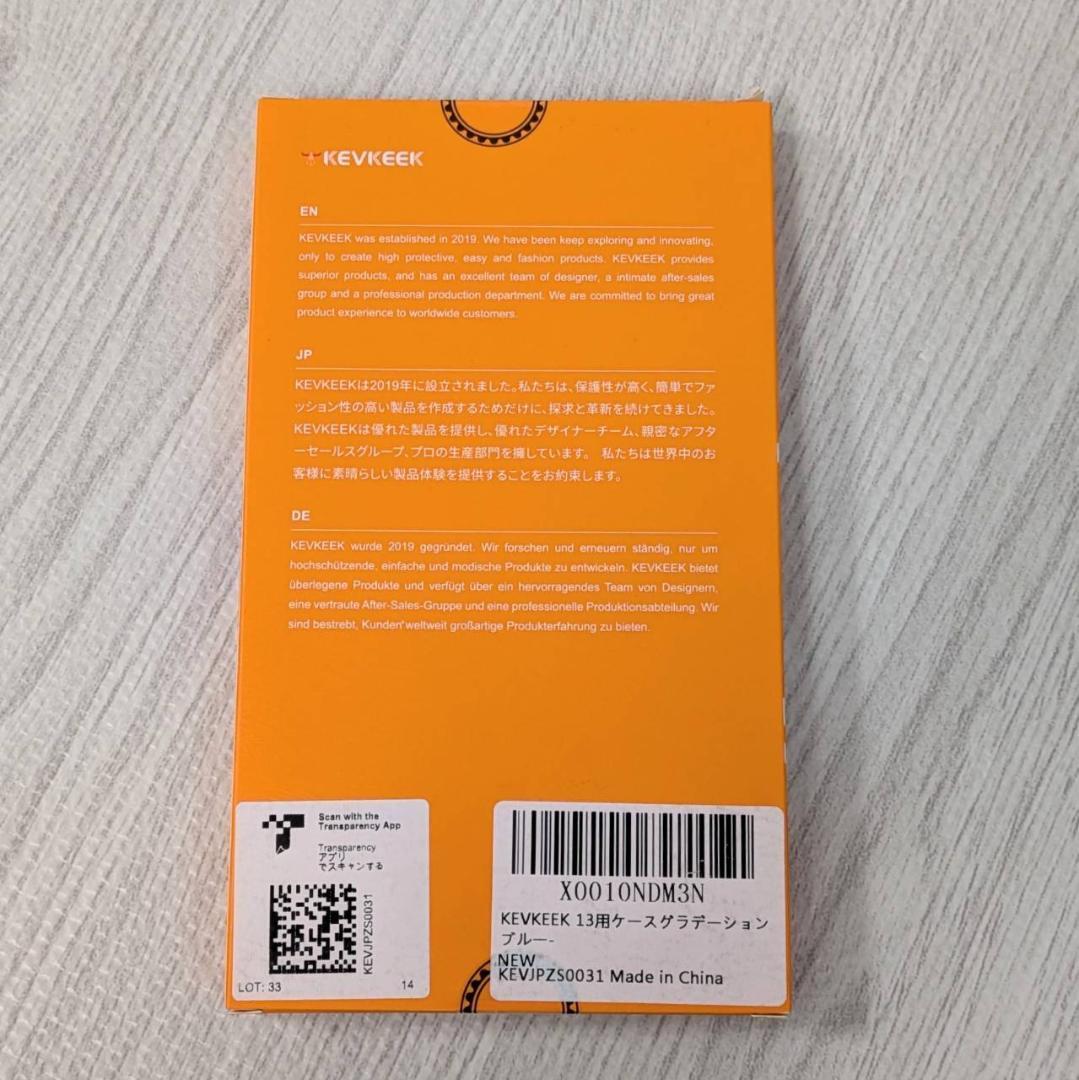 KEVKEEK
EN
KEVKEEK was established in 2019. We have been keep exploring and innovating,
only to create high protective, easy and fashion products. KEVKEEK provides
superior products, and has an excellent team of designer, a intimate after-sales
group and a professional production department. We are committed to bring great
product experience to worldwide customers.
JP
KEVKEEKは2019年に設立されました。私たちは、保護性が高く、簡単でファ
ッション性の高い製品を作成するためだけに、探求と革新を続けてきました。
KEVKEEKは優れた製品を提供し、優れたデザイナーチーム、親密なアフタ
ーセールスグループ、プロの生産部門を擁しています。 私たちは世界中のお
客様に素晴らしい製品体験を提供することをお約束します。
DE
KEVKEEK wurde 2019 gegründet. Wir forschen und erneuern ständig, nur um
hochschützende, einfache und modische Produkte zu entwickeln. KEVKEEK bietet
überlegene Produkte und verfügt über ein hervorragendes Team von Designern,
eine vertraute After-Sales-Gruppe und eine professionelle Produktionsabteilung. Wir
sind bestrebt, Kunden weltweit großartige Produkterfahrung zu bieten.
Scan with the
Transparency App
Transparency
アプリ
でスキャンする
KEVJPZS0031
LOT: 33
14
X0010NDM3N
KEVKEEK 13用ケースグラデーション
ブルー-
NEW
KEVJPZS0031 Made in China